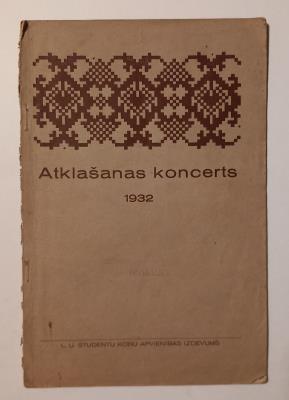 Atklašanas koncerts
1932
L. U. STUDENTU KORU APVIENIBAS IZDEVUMS